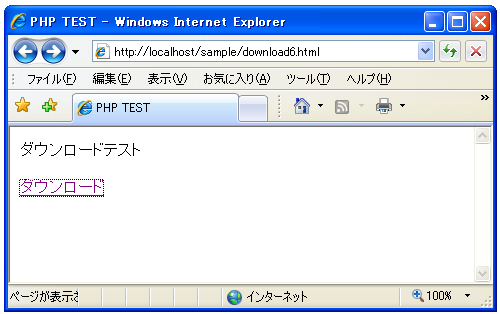 PHP TEST - Windows Internet Explorer
http://localhost/sample/download6.html
ファイル(F) 編集(E) 表示(V) お気に入り(A) ツール(T) ヘルプ(H)
PHP TEST
ダウンロードテスト
ダウンロード
ページが表示さ インターネット 100%